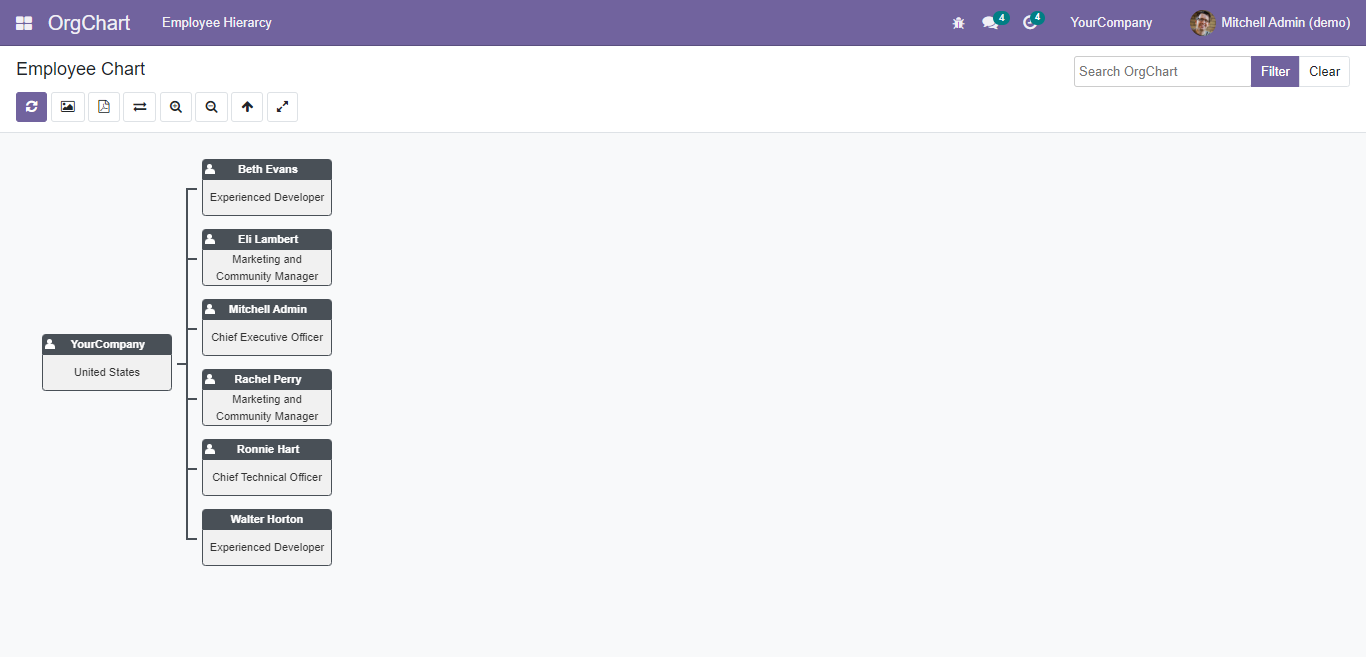 OrgChart
Employee Hierarcy
4
4
YourCompany
Mitchell Admin (demo)
Employee Chart
Search OrgChart
Filter
Clear
Beth Evans
Experienced Developer
Eli Lambert
Marketing and
Community Manager
Mitchell Admin
Chief Executive Officer
YourCompany
United States
Rachel Perry
Marketing and
Community Manager
Ronnie Hart
Chief Technical Officer
Walter Horton
Experienced Developer